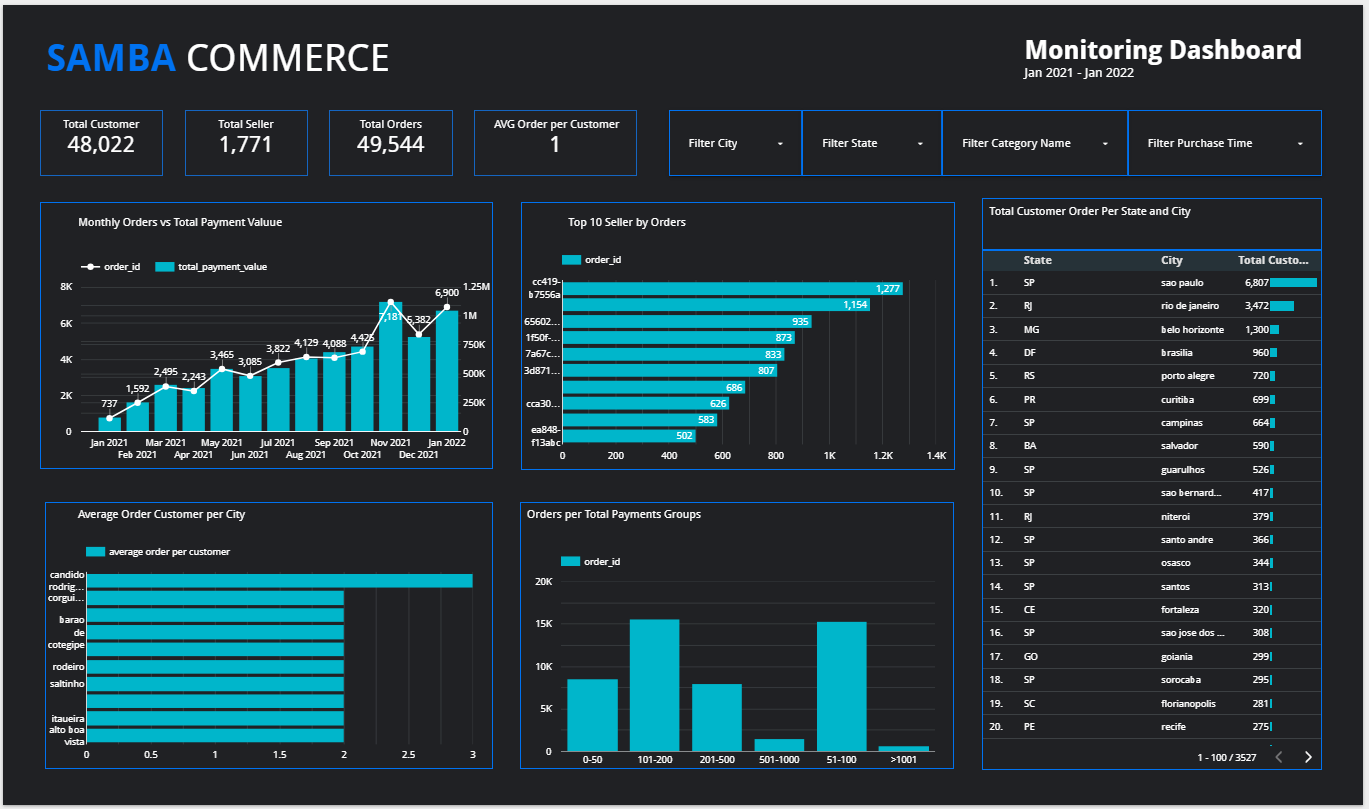 SAMBA COMMERCE
Monitoring Dashboard
Jan 2021 - Jan 2022
Total Customer
48,022
Total Seller
1,771
Total Orders
49,544
AVG Order per Customer
1
Filter City
Filter State
Filter Category Name
Filter Purchase Time
Monthly Orders vs Total Payment Valuue
order_id total_payment_value
8K
6K
4K
2K
0
1.25M
1M
750K
500K
250K
0
737
1,592
2,495
2,243
3,465
3,085
3,822
4,129
4,088
4,425
7,181
5,382
6,900
Jan 2021 Mar 2021 May 2021 Jul 2021 Sep 2021 Nov 2021 Jan 2022
Feb 2021 Apr 2021 Jun 2021 Aug 2021 Oct 2021 Dec 2021
Top 10 Seller by Orders
order_id
cc419-
b7556a
1,277
1,154
65602... 935
1f50f-... 873
7a67c... 833
3d871... 807
686
cca30... 626
583
ea848-
f13abc
502
0 200 400 600 800 1K 1.2K 1.4K
Total Customer Order Per State and City
State City Total Custo...
1. SP sao paulo 6,807
2. RJ rio de janeiro 3,472
3. MG belo horizonte 1,300
4. DF brasilia 960
5. RS porto alegre 720
6. PR curitiba 699
7. SP campinas 664
8. BA salvador 590
9. SP guarulhos 526
10. SP sao bernard... 417
11. RJ niteroi 379
12. SP santo andre 366
13. SP osasco 344
14. SP santos 313
15. CE fortaleza 320
16. SP sao jose dos ... 308
17. GO goiania 299
18. SP sorocaba 295
19. SC florianopolis 281
20. PE recife 275
1 - 100 / 3527
Average Order Customer per City
average order per customer
candido
rodrig...
corgui...
barao
de
cotegipe
rodeiro
saltinho
itaueira
alto boa
vista
0 0.5 1 1.5 2 2.5 3
Orders per Total Payments Groups
order_id
20K
15K
10K
5K
0
0-50 101-200 201-500 501-1000 51-100 >1001